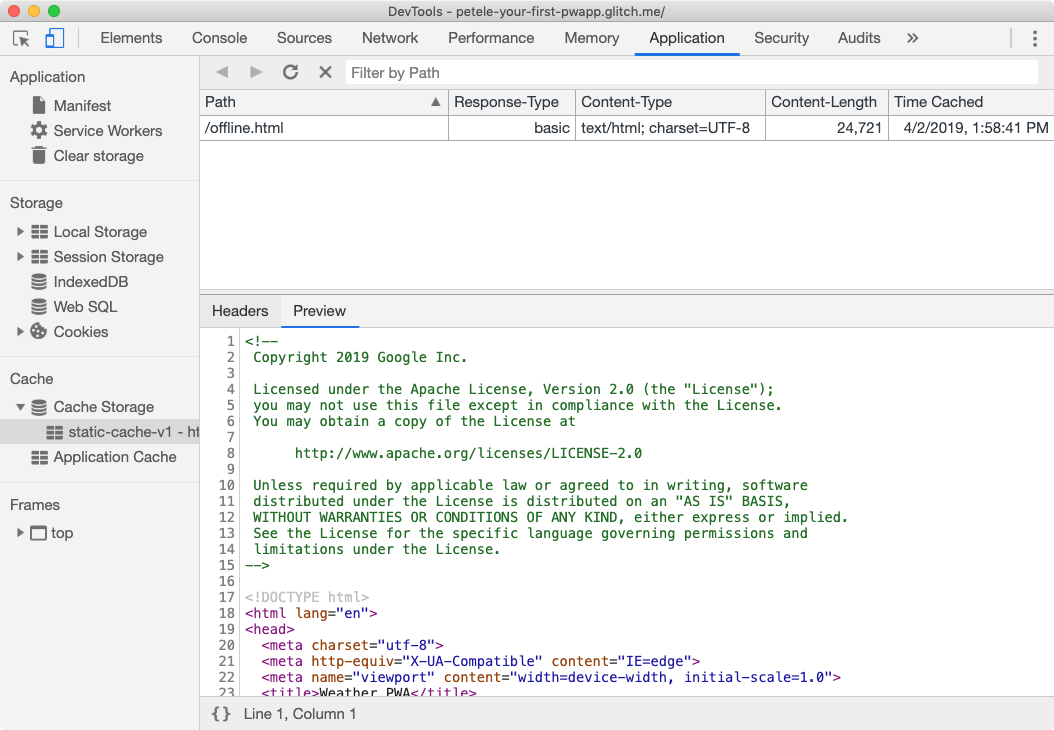 DevTools - petele-your-first-pwapp.glitch.me/
Elements Console Sources Network Performance Memory Application Security Audits »
Application
Manifest
Service Workers
Clear storage
Storage
Local Storage
Session Storage
IndexedDB
Web SQL
Cookies
Cache
Cache Storage
static-cache-v1 - ht
Application Cache
Frames
top
Filter by Path
Path Response-Type Content-Type Content-Length Time Cached
/offline.html basic text/html; charset=UTF-8 24,721 4/2/2019, 1:58:41 PM
Headers Preview
1 <!--
2 Copyright 2019 Google Inc.
3
4 Licensed under the Apache License, Version 2.0 (the "License");
5 you may not use this file except in compliance with the License.
6 You may obtain a copy of the License at
7
8 http://www.apache.org/licenses/LICENSE-2.0
9
10 Unless required by applicable law or agreed to in writing, software
11 distributed under the License is distributed on an "AS IS" BASIS,
12 WITHOUT WARRANTIES OR CONDITIONS OF ANY KIND, either express or implied.
13 See the License for the specific language governing permissions and
14 limitations under the License.
15 -->
16
17 <!DOCTYPE html>
18 <html lang="en">
19 <head>
20 <meta charset="utf-8">
21 <meta http-equiv="X-UA-Compatible" content="IE=edge">
22 <meta name="viewport" content="width=device-width, initial-scale=1.0">
23 <title>Weather PWA</title>
{} Line 1, Column 1